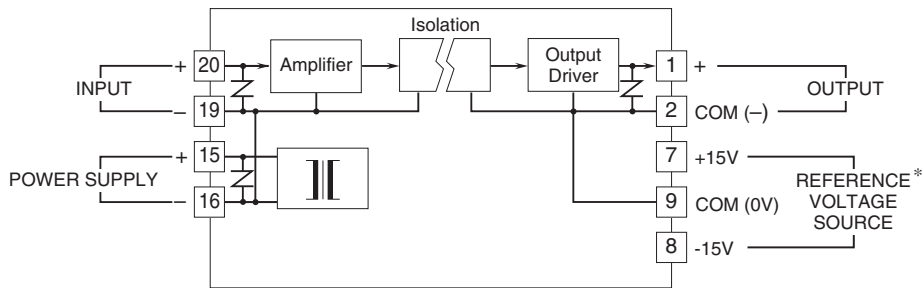 Isolation
+ 20 Amplifier Output Driver 1 +
INPUT OUTPUT
– 19 2 COM (–)
+ 15 7 +15V
POWER SUPPLY REFERENCE*
VOLTAGE
SOURCE
– 16 9 COM (0V)
8 -15V